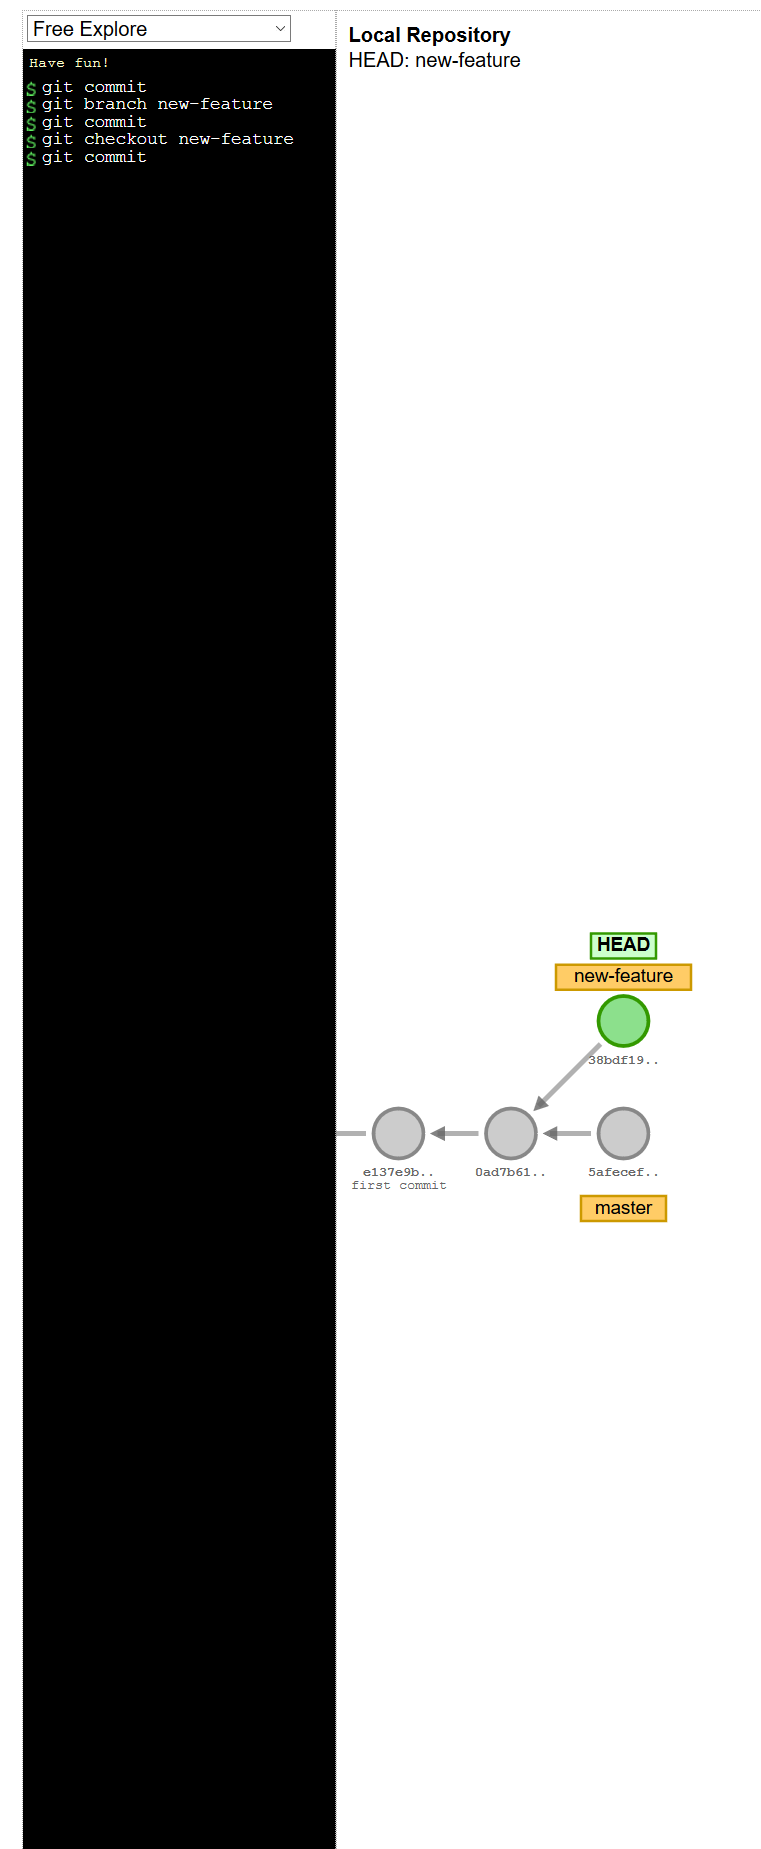 Free Explore
Have fun!
$ git commit
$ git branch new-feature
$ git commit
$ git checkout new-feature
$ git commit
Local Repository
HEAD: new-feature
HEAD
new-feature
38bdf19..
e137e9b.. 0ad7b61.. 5afecef..
first commit
master